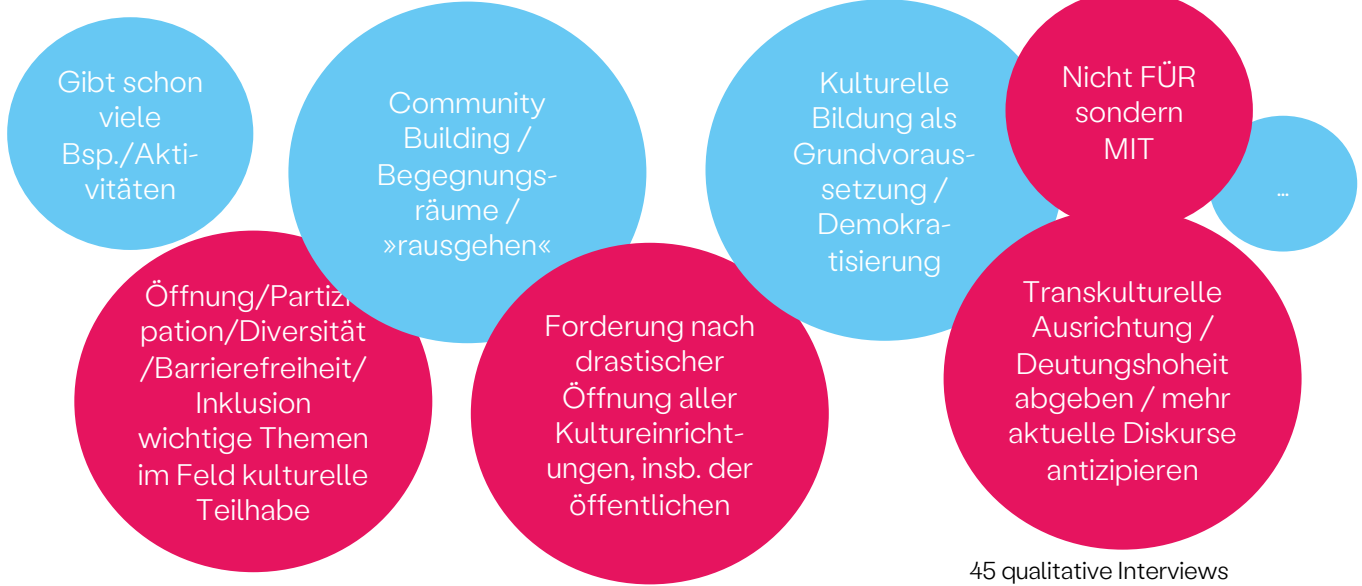 Gibt schon
viele
Bsp./Akti-
vitäten
Community
Building /
Begegnungs-
räume /
»rausgehen«
Kulturelle
Bildung als
Grundvoraus-
setzung /
Demokra-
tisierung
Nicht FÜR
sondern
MIT
...
Öffnung/Partizi-
pation/Diversität
/Barrierefreiheit/
Inklusion
wichtige Themen
im Feld kulturelle
Teilhabe
Forderung nach
drastischer
Öffnung aller
Kultureinricht-
ungen, insb. der
öffentlichen
Transkulturelle
Ausrichtung /
Deutungshoheit
abgeben / mehr
aktuelle Diskurse
antizipieren
45 qualitative Interviews